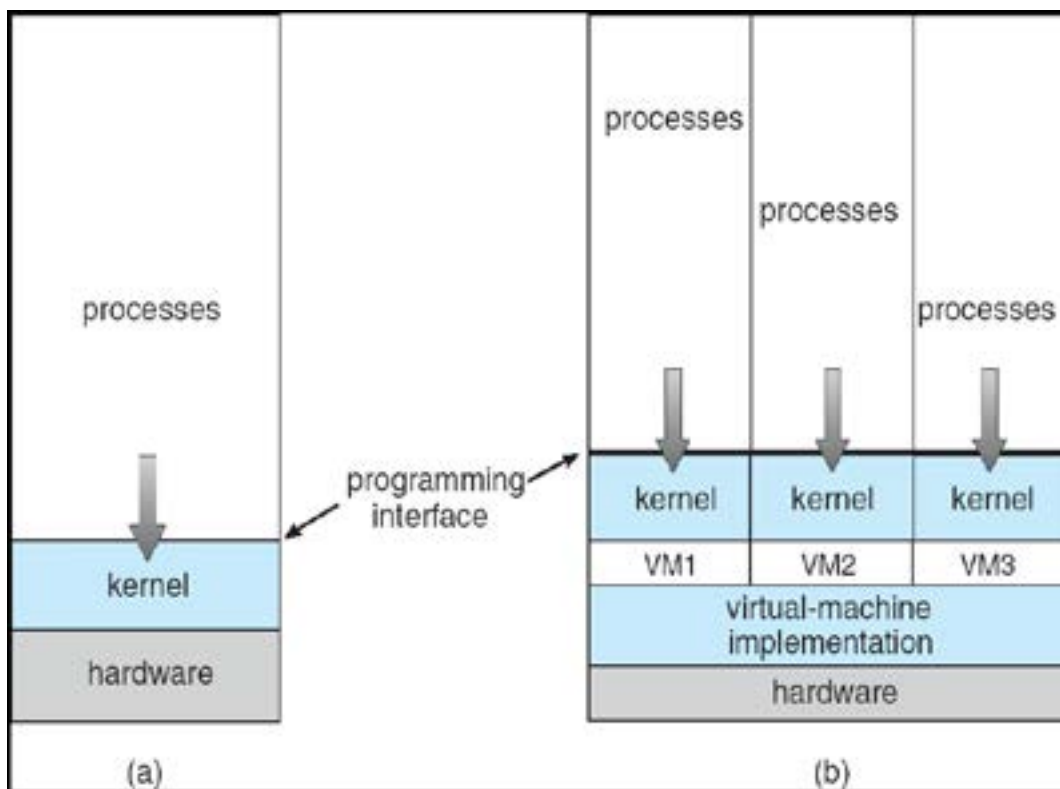 processes
kernel
hardware
(a)
programming
interface
processes
processes
processes
kernel
kernel
kernel
VM1
VM2
VM3
virtual-machine
implementation
hardware
(b)